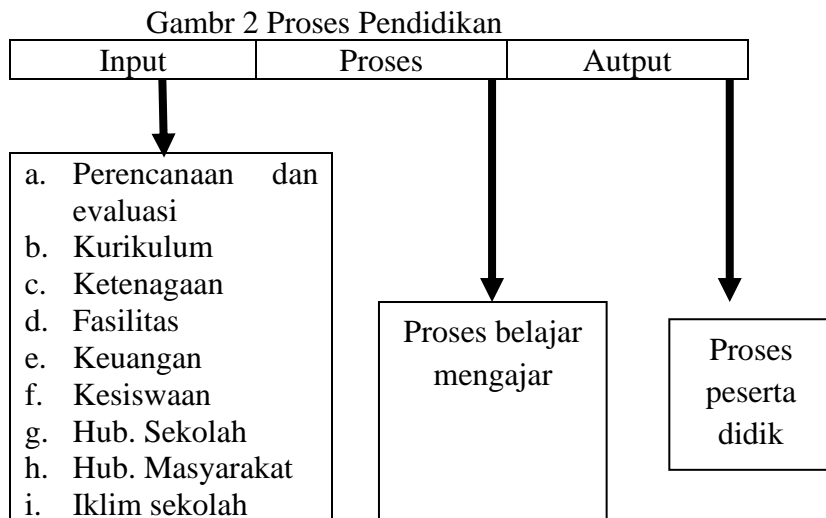 Gambr 2 Proses Pendidikan
Input Proses Autput
a. Perencanaan dan
evaluasi
b. Kurikulum
c. Ketenagaan
d. Fasilitas
e. Keuangan
f. Kesiswaan
g. Hub. Sekolah
h. Hub. Masyarakat
i. Iklim sekolah
Proses belajar
mengajar
Proses
peserta
didik